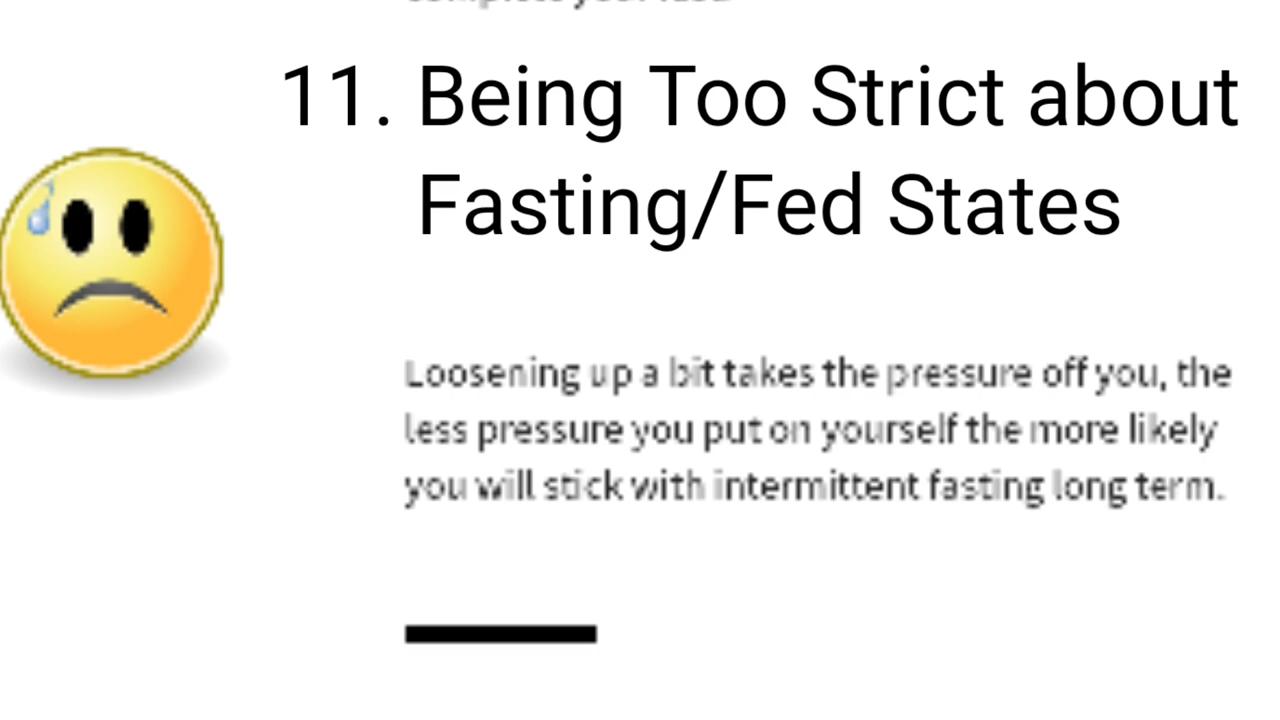 11. Being Too Strict about
Fasting/Fed States
Loosening up a bit takes the pressure off you, the
less pressure you put on yourself the more likely
you will stick with intermittent fasting long term.